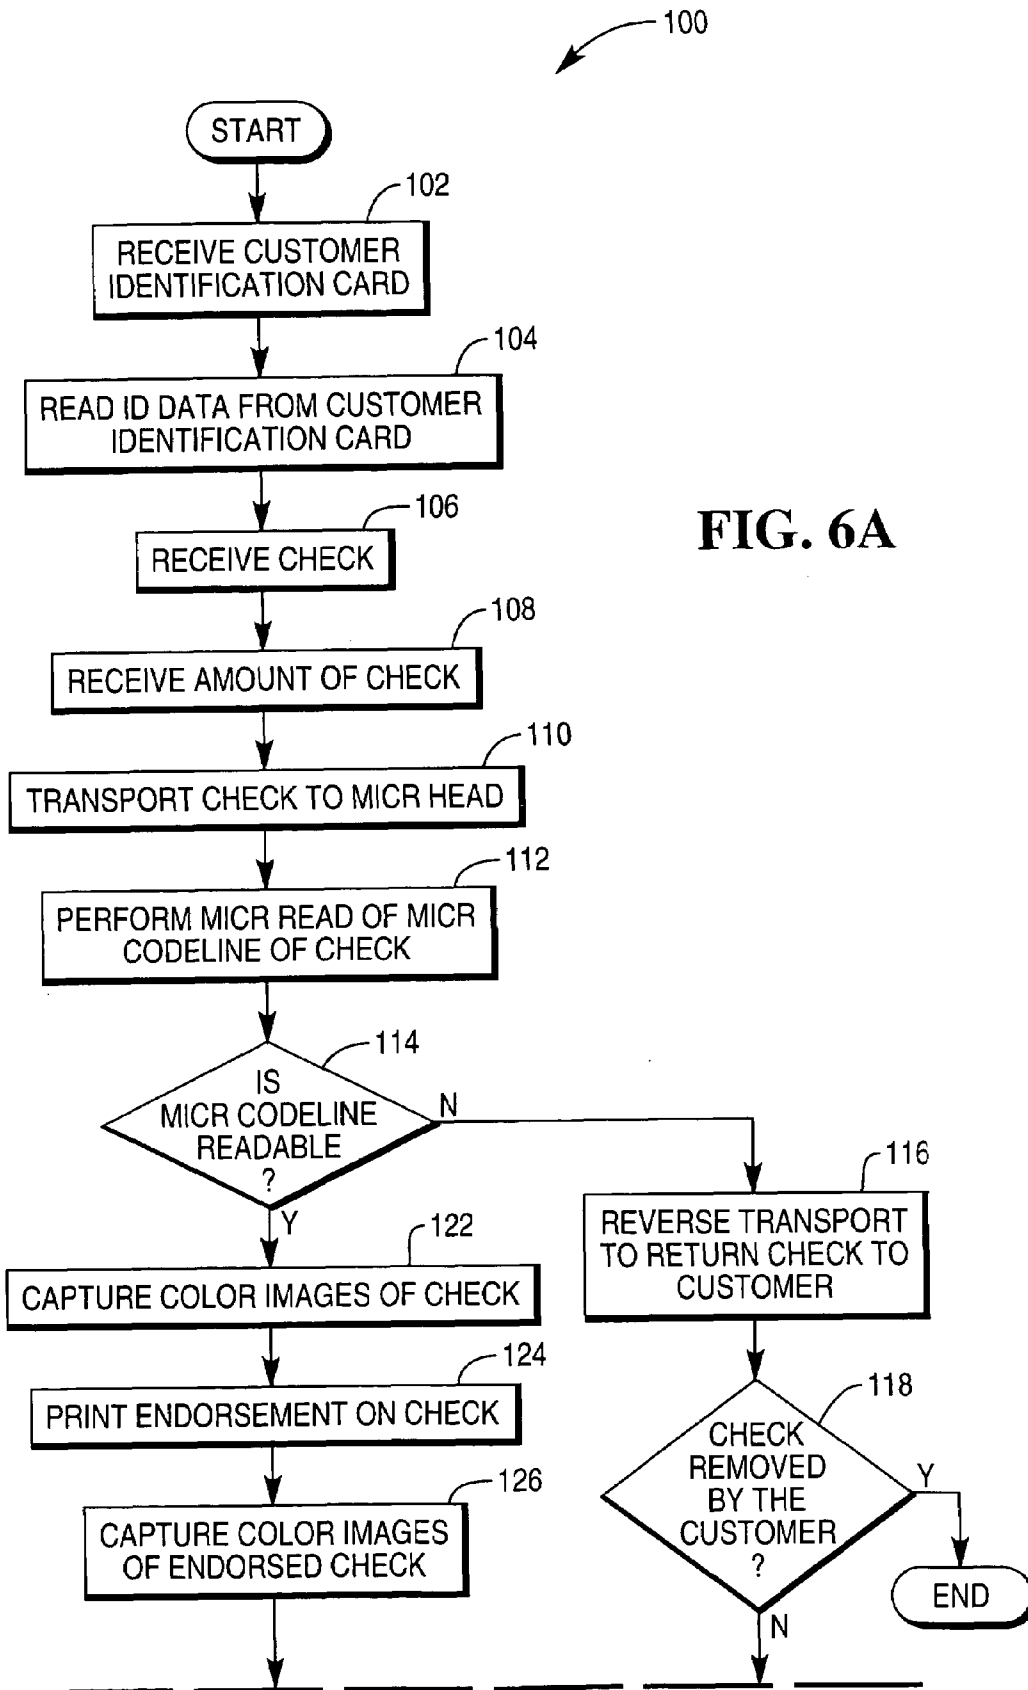 100
START
102
RECEIVE CUSTOMER
IDENTIFICATION CARD
104
READ ID DATA FROM CUSTOMER
IDENTIFICATION CARD
106
RECEIVE CHECK
FIG. 6A
108
RECEIVE AMOUNT OF CHECK
110
TRANSPORT CHECK TO MICR HEAD
112
PERFORM MICR READ OF MICR
CODELINE OF CHECK
114
IS
MICR CODELINE
READABLE
?
N
Y
116
REVERSE TRANSPORT
TO RETURN CHECK TO
CUSTOMER
122
CAPTURE COLOR IMAGES OF CHECK
124
PRINT ENDORSEMENT ON CHECK
118
CHECK
REMOVED
BY THE
CUSTOMER
?
Y
N
126
CAPTURE COLOR IMAGES
OF ENDORSED CHECK
END